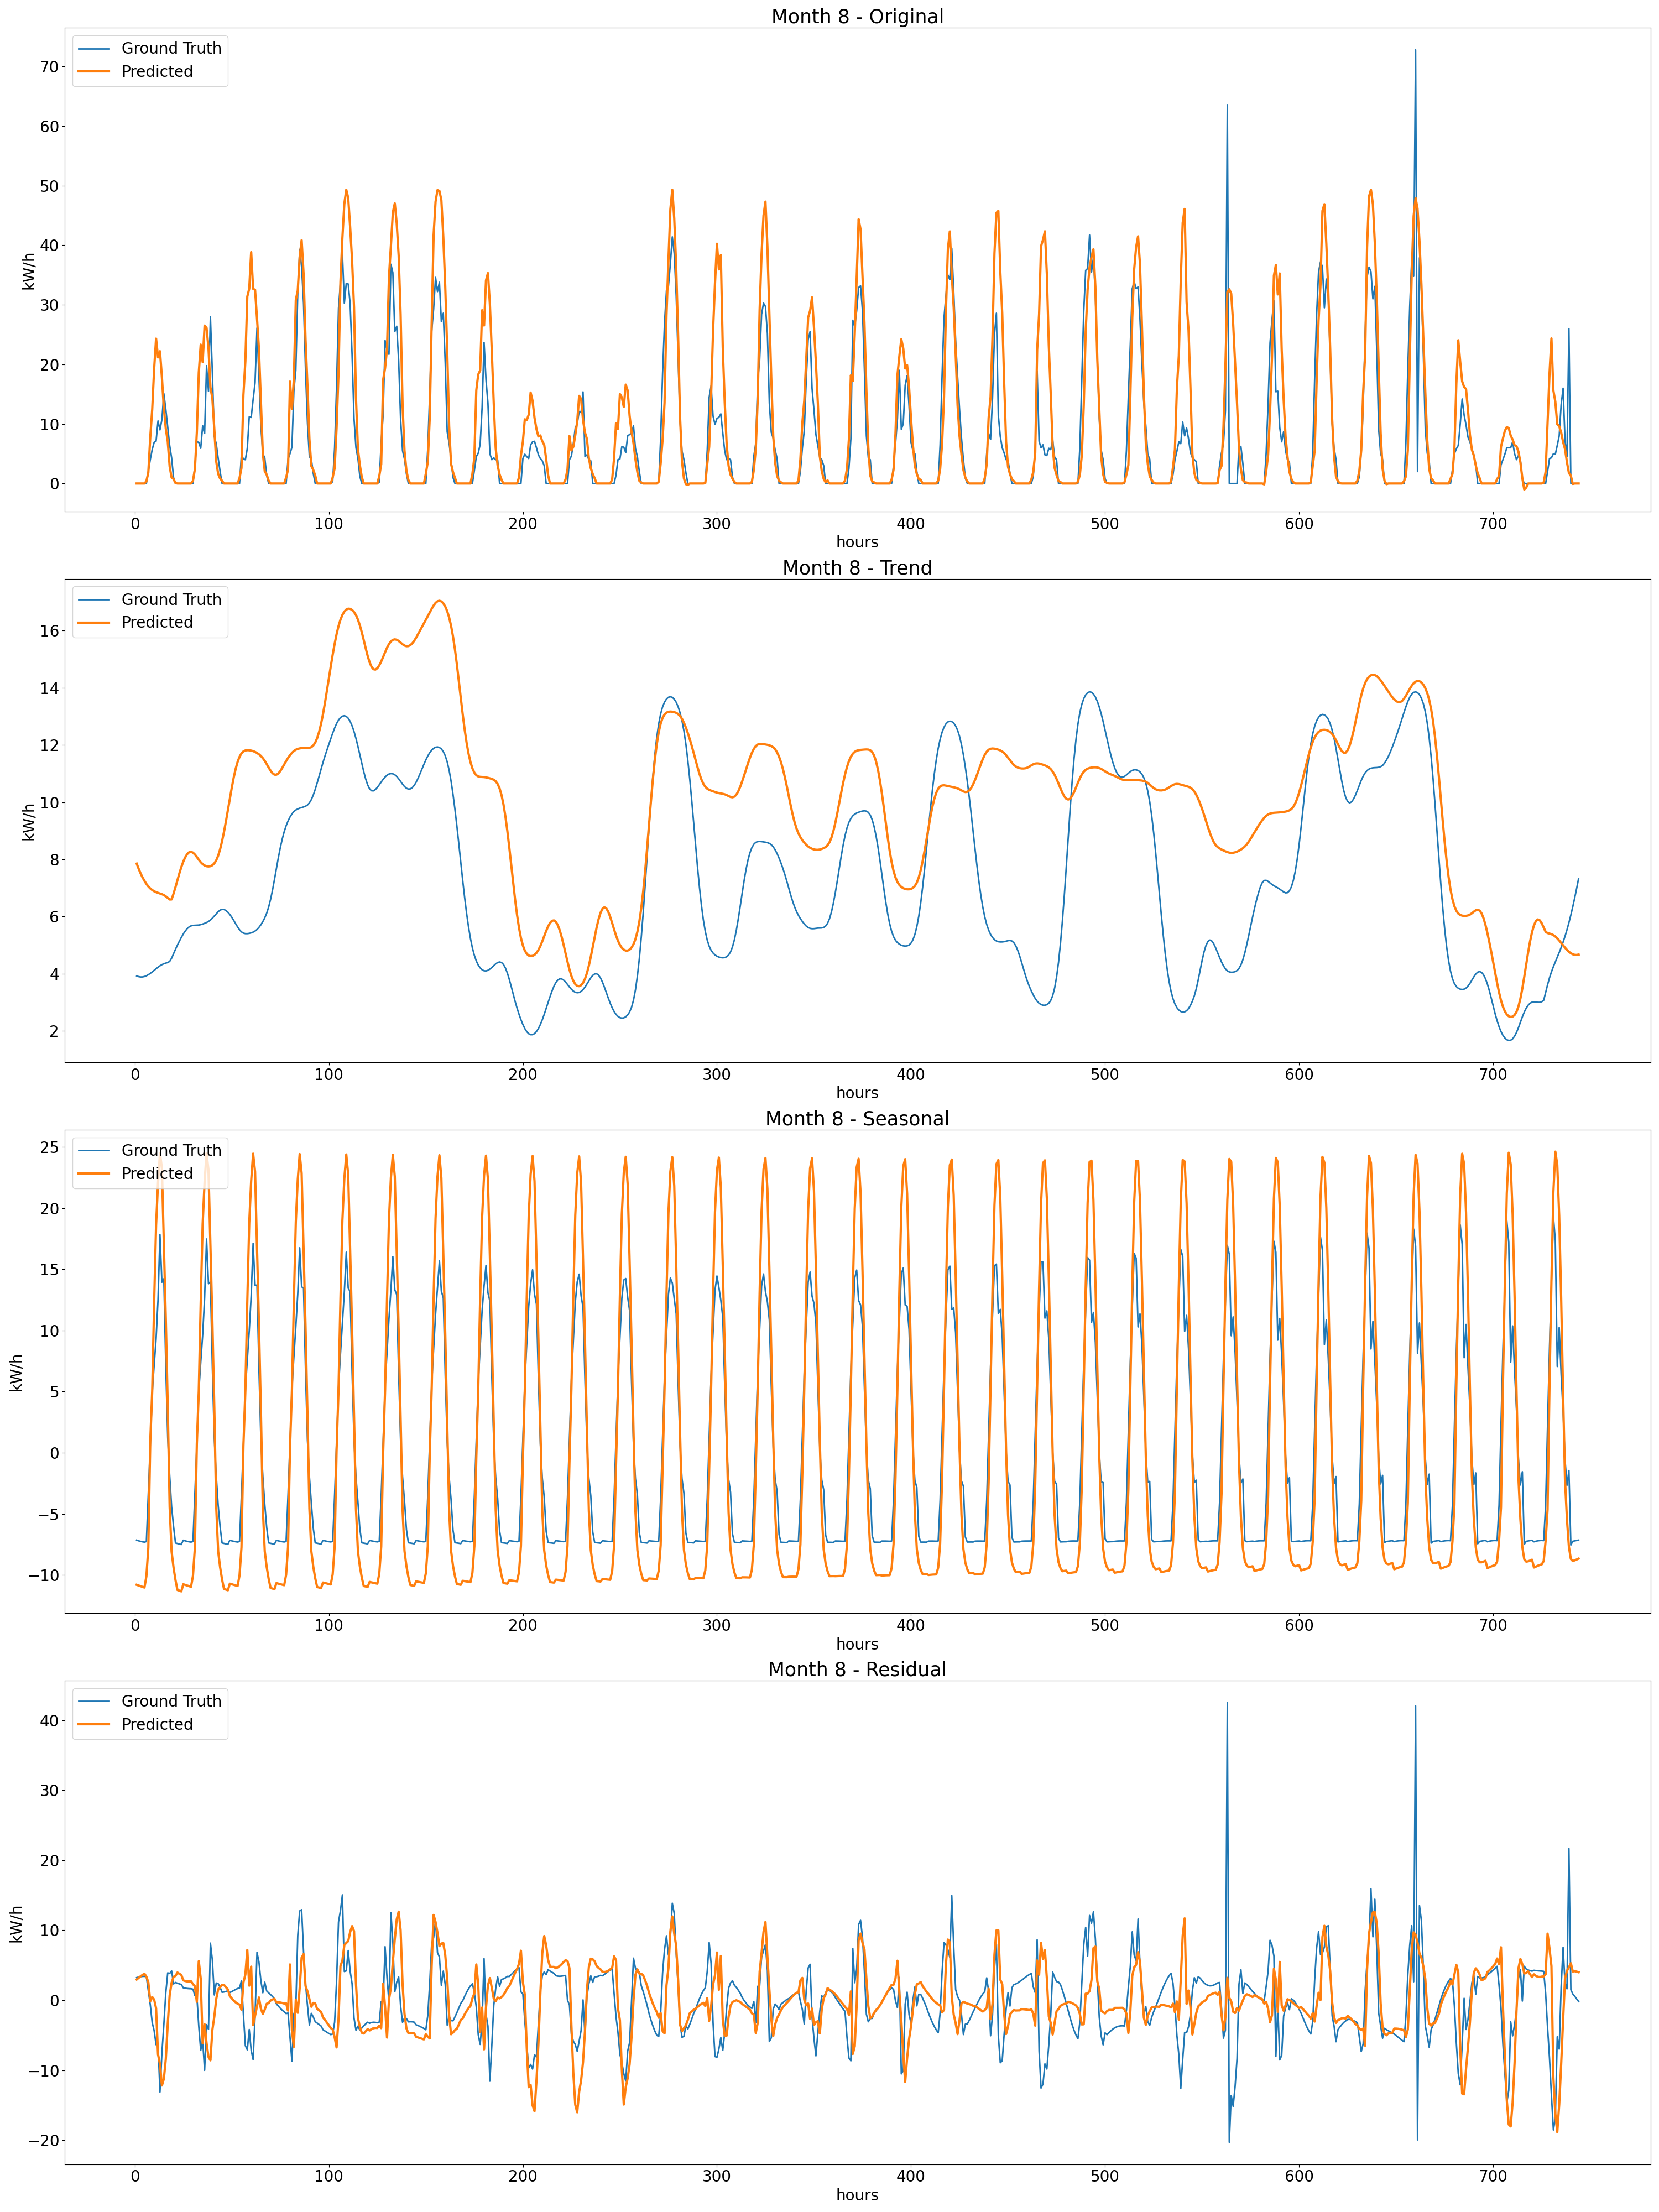 Month 8 - Original
Ground Truth
Predicted
70
60
50
40
30
20
10
0
kW/h
0 100 200 300 400 500 600 700
hours
Month 8 - Trend
Ground Truth
Predicted
16
14
12
10
8
6
4
2
kW/h
0 100 200 300 400 500 600 700
hours
Month 8 - Seasonal
Ground Truth
Predicted
25
20
15
10
5
0
−5
−10
kW/h
0 100 200 300 400 500 600 700
hours
Month 8 - Residual
Ground Truth
Predicted
40
30
20
10
0
−10
−20
kW/h
0 100 200 300 400 500 600 700
hours